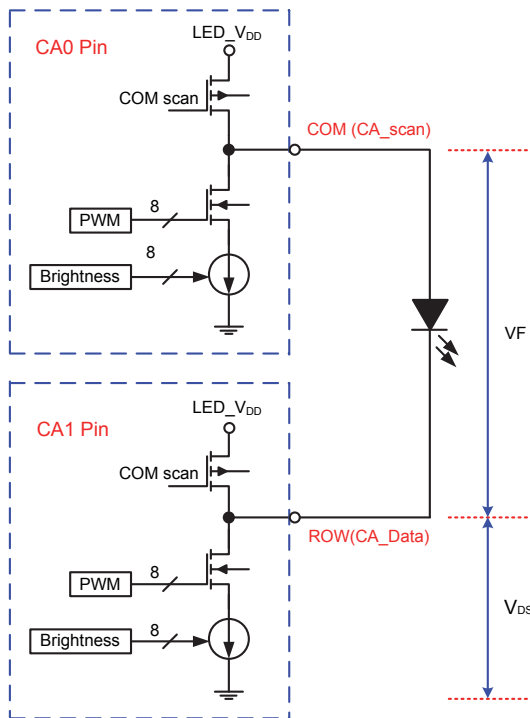 CA0 Pin
LED_VDD
COM scan
COM (CA_scan)
PWM
8
8
Brightness
VF
CA1 Pin
LED_VDD
COM scan
ROW(CA_Data)
PWM
8
Brightness
8
VDS